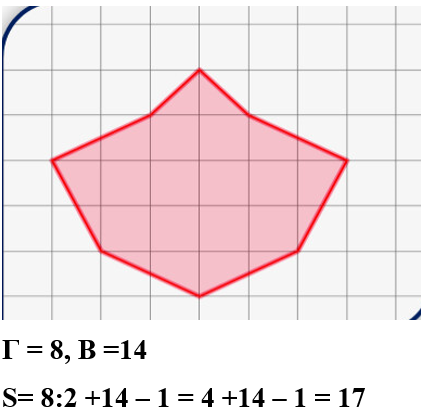 Г = 8, В =14
S= 8:2 +14 – 1 = 4 +14 – 1 = 17